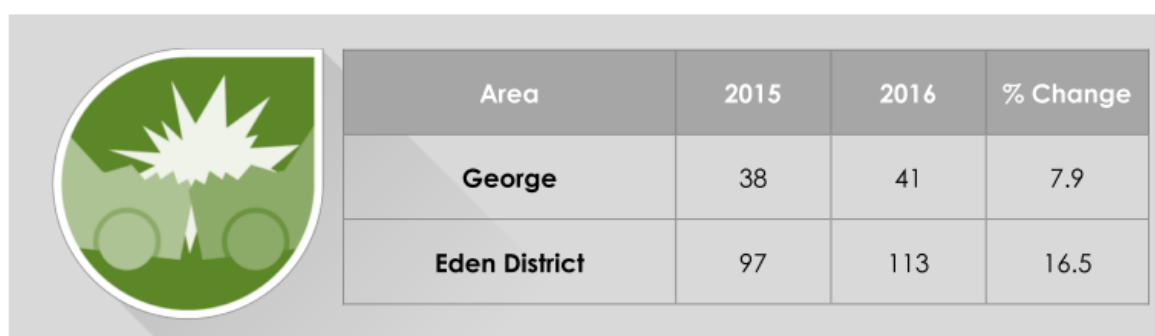 Area 2015 2016 % Change
George 38 41 7.9
Eden District 97 113 16.5